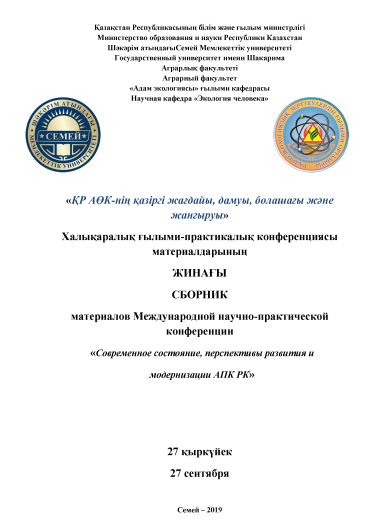 Қазақстан Республикасының білім және ғылым министрлігі
Министерство образования и науки Республики Казахстан
Шәкәрім атындағыСемей Мемлекеттік университеті
Государственный университет имени Шакарима
Аграрлық факультеті
Аграрный факультет
«Адам экологиясы» ғылыми кафедрасы
Научная кафедра «Экология человека»
СЕМЕЙ
«ҚР АӨК-нің қазіргі жағдайы, дамуы, болашағы және
жаңғыруы»
Халықаралық ғылыми-практикалық конференциясы
материалдарының
ЖИНАҒЫ
СБОРНИК
материалов Международной научно-практической
конференции
«Современное состояние, перспективы развития и
модернизации АПК РК»
27 қыркүйек
27 сентября
Семей – 2019